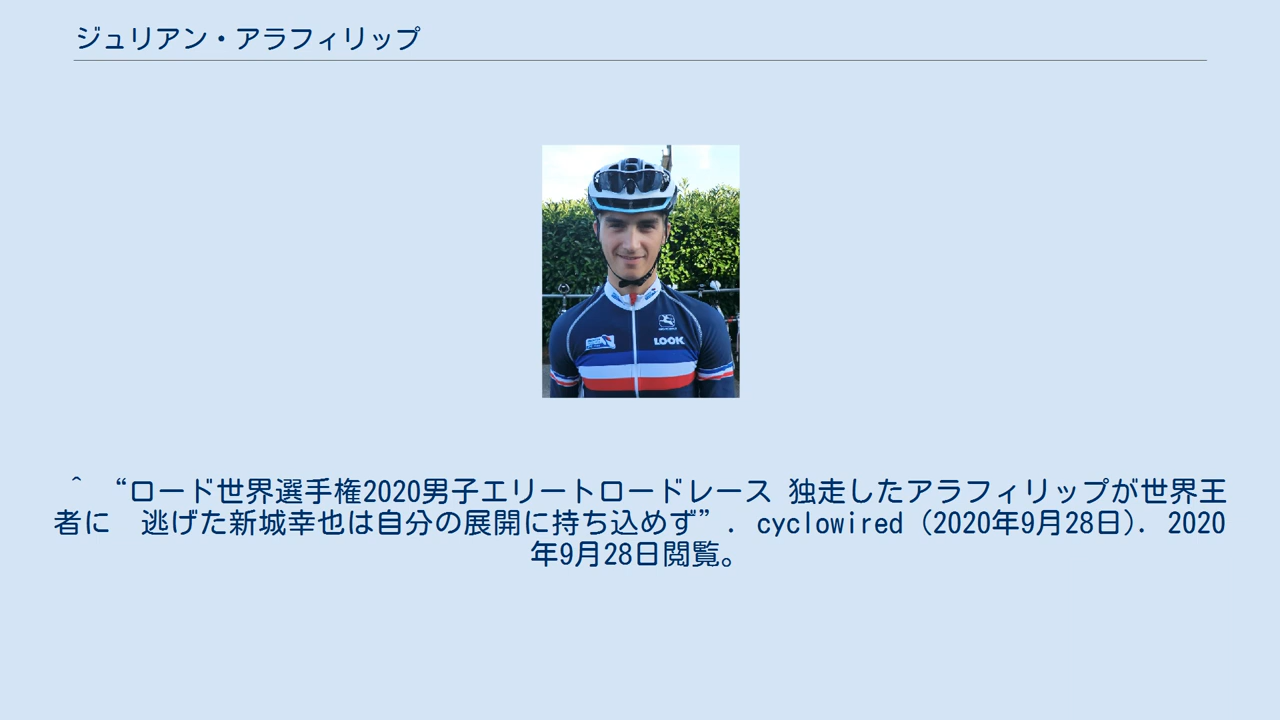 ジュリアン・アラフィリップ
LOOK
^ “ロード世界選手権2020男子エリートロードレース 独走したアラフィリップが世界王
者に　逃げた新城幸也は自分の展開に持ち込めず”. cyclowired (2020年9月28日). 2020
年9月28日閲覧。